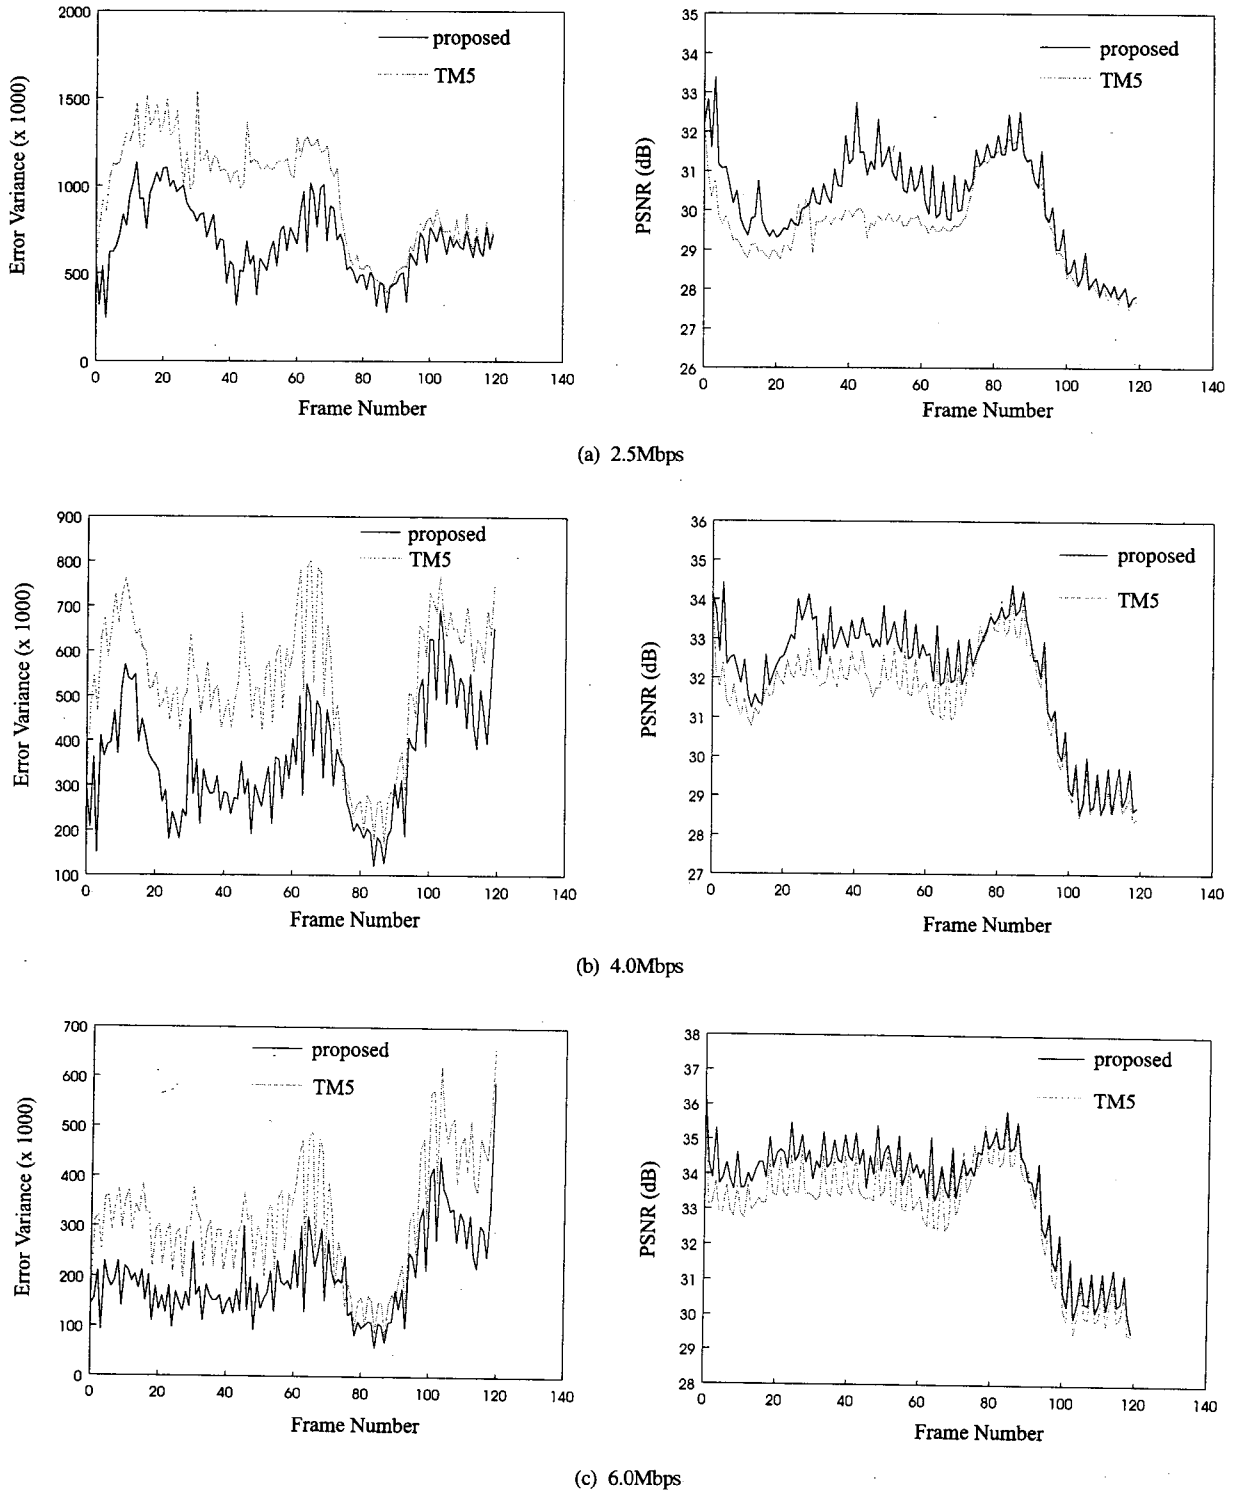 2000
1500
1000
500
0
0 20 40 60 80 100 120 140
Error Variance (x 1000)
Frame Number
proposed
TM5
35
34
33
32
31
30
29
28
27
26
0 20 40 60 80 100 120 140
PSNR (dB)
Frame Number
proposed
TM5
(a) 2.5Mbps
900
800
700
600
500
400
300
200
100
0 20 40 60 80 100 120 140
Error Variance (x 1000)
Frame Number
proposed
TM5
36
35
34
33
32
31
30
29
28
27
0 20 40 60 80 100 120 140
PSNR (dB)
Frame Number
proposed
TM5
(b) 4.0Mbps
700
600
500
400
300
200
100
0
0 20 40 60 80 100 120 140
Error Variance (x 1000)
Frame Number
proposed
TM5
38
37
36
35
34
33
32
31
30
29
28
0 20 40 60 80 100 120 140
PSNR (dB)
Frame Number
proposed
TM5
(c) 6.0Mbps